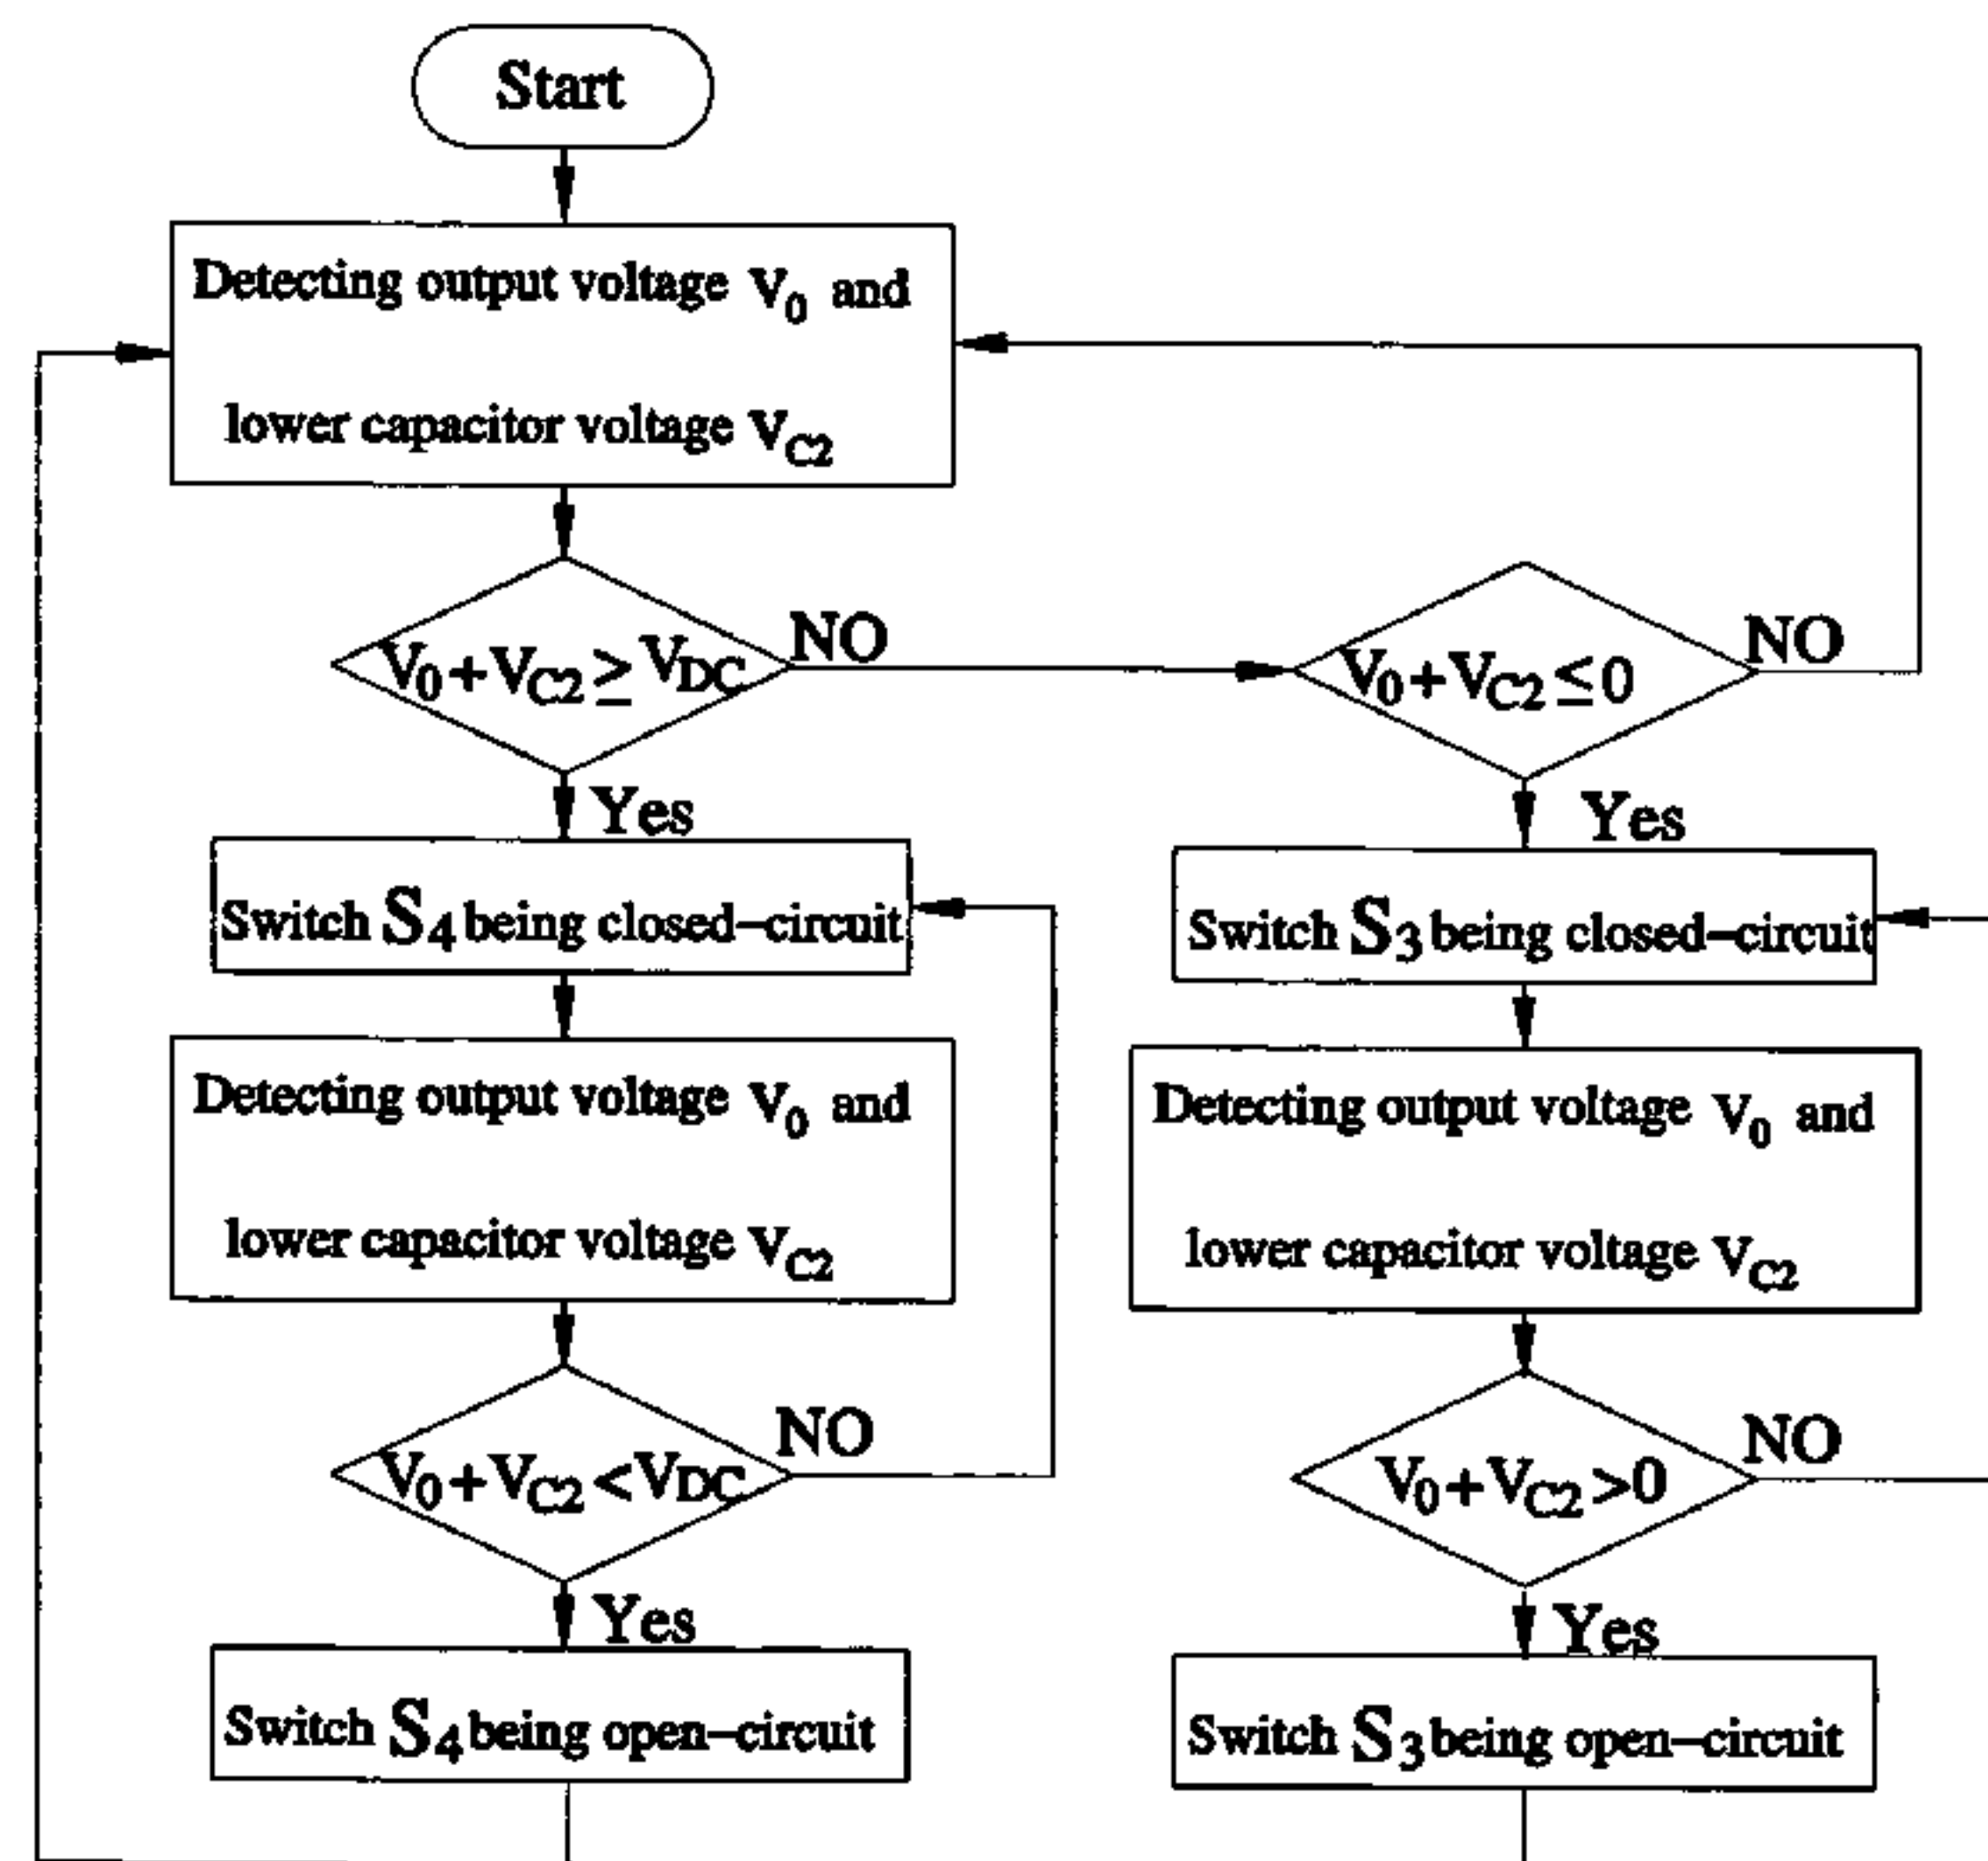 Start
Detecting output voltage V0 and
lower capacitor voltage VC2
V0+VC2≥VDC
NO
V0+VC2≤0
NO
Yes
Yes
Switch S4 being closed-circuit
Switch S3 being closed-circuit
Detecting output voltage V0 and
lower capacitor voltage VC2
Detecting output voltage V0 and
lower capacitor voltage VC2
V0+VC2<VDC
NO
V0+VC2>0
NO
Yes
Yes
Switch S4 being open-circuit
Switch S3 being open-circuit